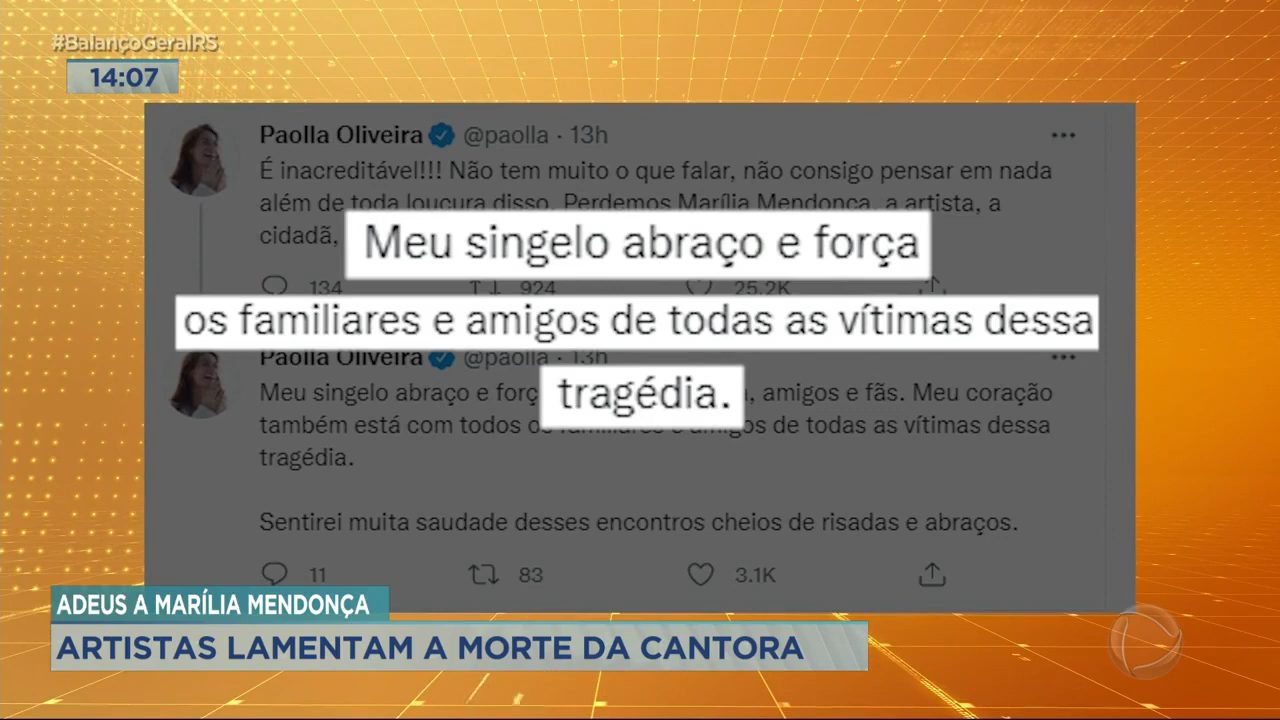 #BalançoGeralRS
14:07
Paolla Oliveira @paolla · 13h
É inacreditável!!! Não tem muito o que falar, não consigo pensar em nada
além de toda loucura disso. Perdemos Marília Mendonça, a artista, a
cidadã,
Meu singelo abraço e força
134 924 25.2K
os familiares e amigos de todas as vítimas dessa
Paolla Oliveira @paolla · 13h
Meu singelo abraço e forç amigos e fãs. Meu coração
tragédia.
também está com todos os familiares e amigos de todas as vítimas dessa
tragédia.
Sentirei muita saudade desses encontros cheios de risadas e abraços.
11 83 3.1K
ADEUS A MARÍLIA MENDONÇA
ARTISTAS LAMENTAM A MORTE DA CANTORA